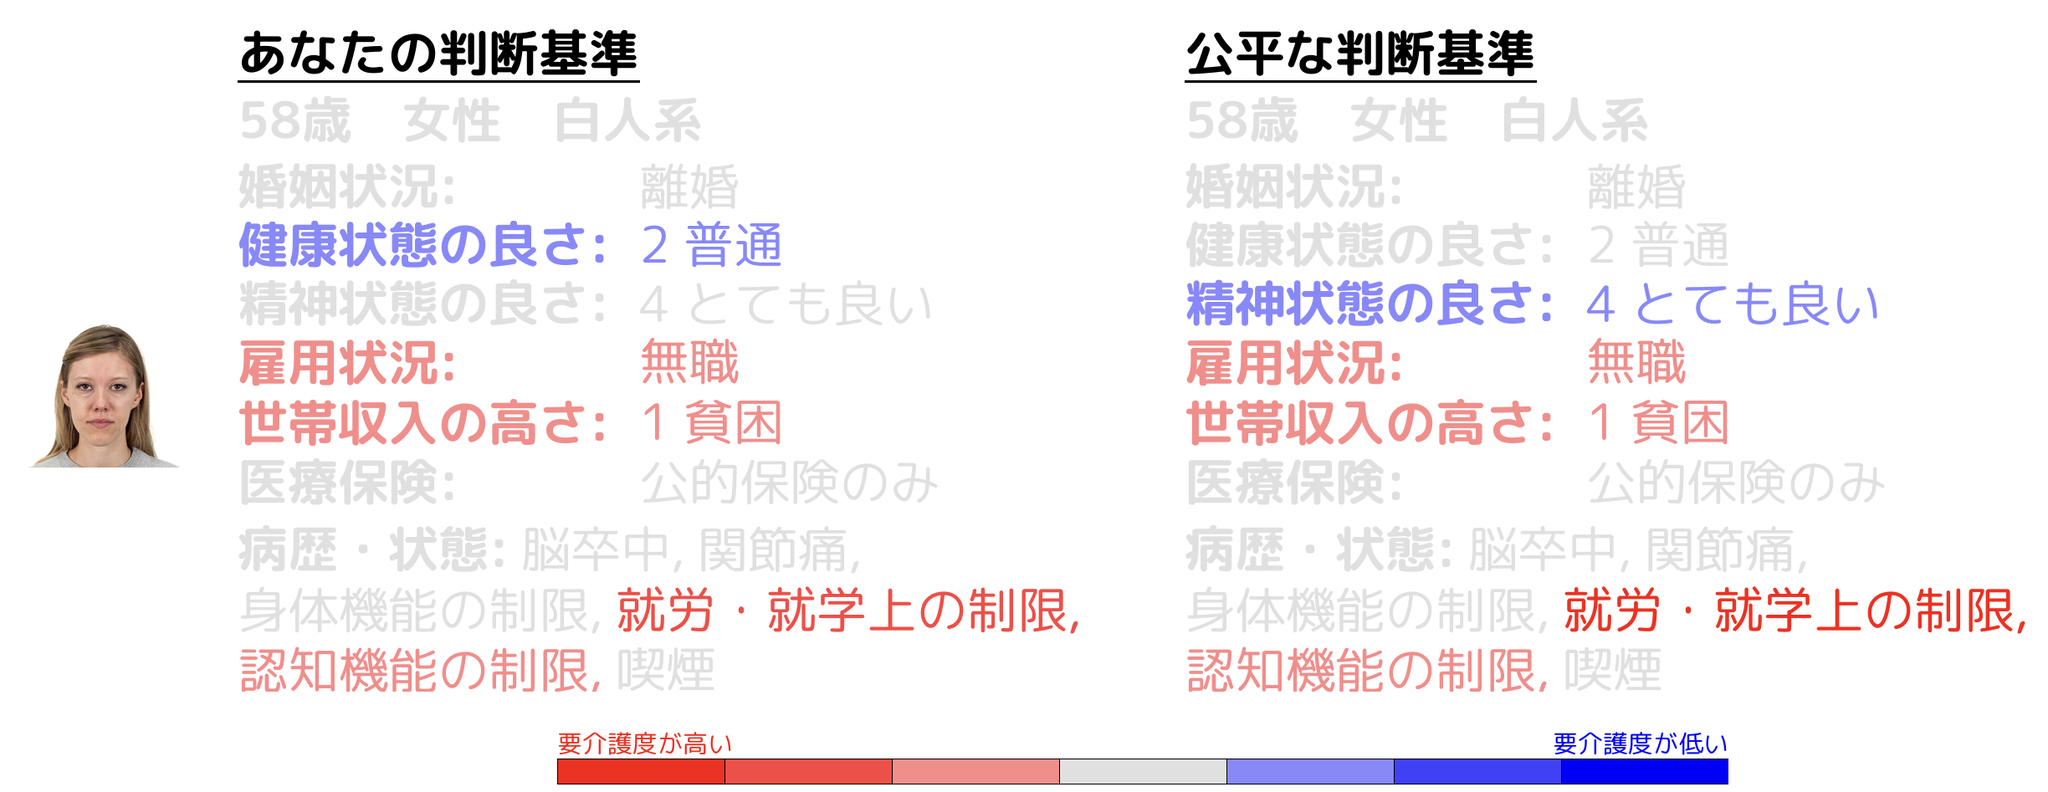 あなたの判断基準
58歳 女性 白人系
婚姻状況: 離婚
健康状態の良さ: 2 普通
精神状態の良さ: 4 とても良い
雇用状況: 無職
世帯収入の高さ: 1 貧困
医療保険: 公的保険のみ
病歴・状態: 脳卒中, 関節痛,
身体機能の制限, 就労・就学上の制限,
認知機能の制限, 喫煙
公平な判断基準
58歳 女性 白人系
婚姻状況: 離婚
健康状態の良さ: 2 普通
精神状態の良さ: 4 とても良い
雇用状況: 無職
世帯収入の高さ: 1 貧困
医療保険: 公的保険のみ
病歴・状態: 脳卒中, 関節痛,
身体機能の制限, 就労・就学上の制限,
認知機能の制限, 喫煙
要介護度が高い
要介護度が低い